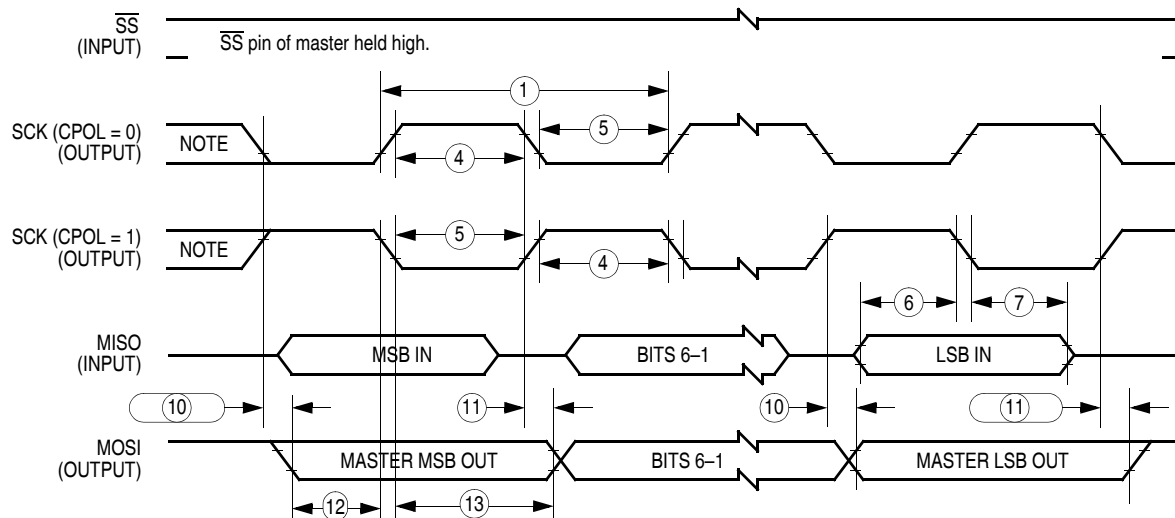 SS
(INPUT)
SS pin of master held high.
1
SCK (CPOL = 0)
(OUTPUT)
NOTE
5
4
SCK (CPOL = 1)
(OUTPUT)
NOTE
5
4
6
7
MISO
(INPUT)
MSB IN
BITS 6–1
LSB IN
10
11
10
11
MOSI
(OUTPUT)
MASTER MSB OUT
BITS 6–1
MASTER LSB OUT
12
13